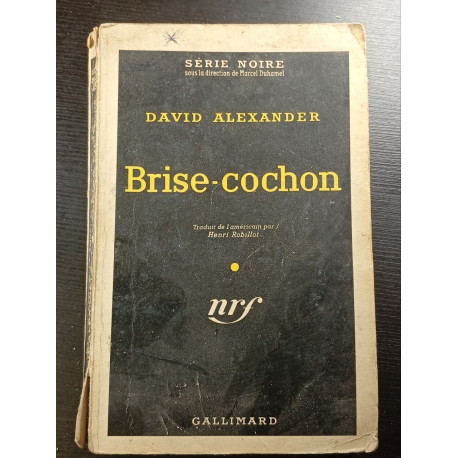 SÉRIE NOIRE
sous la direction de Marcel Duhamel
DAVID ALEXANDER
Brise-cochon
Traduit de l'américain par
Henri Robillot
nrf
GALLIMARD